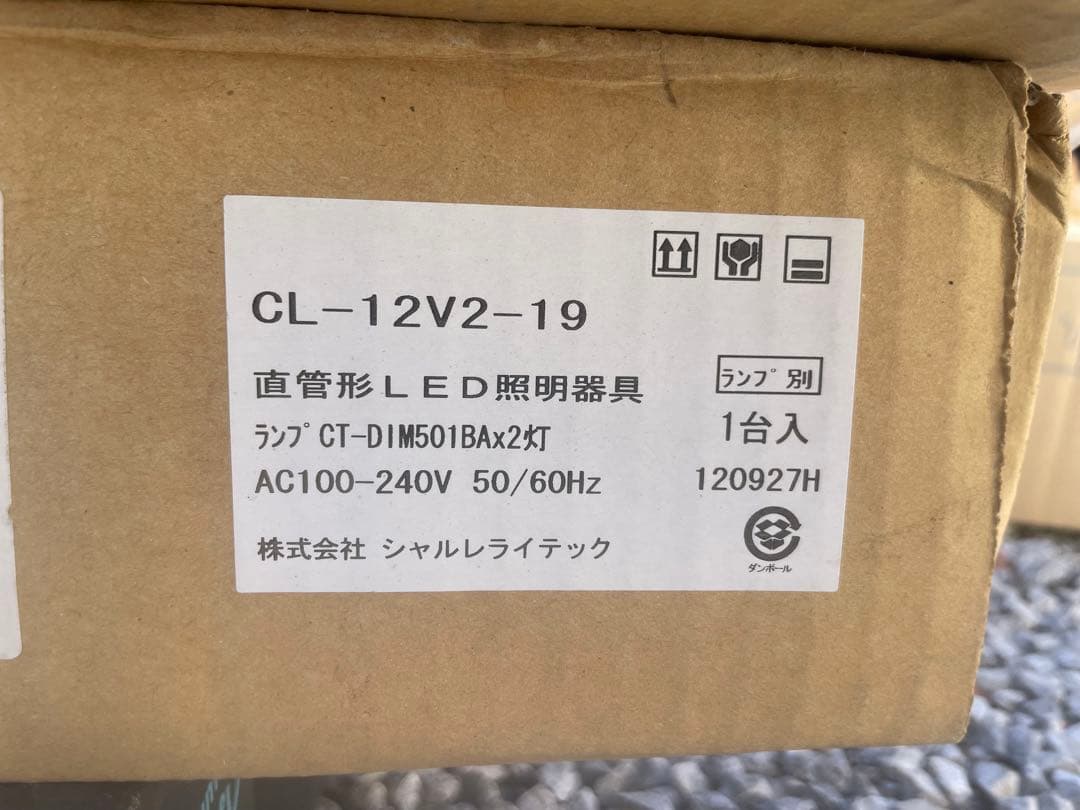 CL-12V2-19
直管形LED照明器具
ﾗﾝﾌﾟ別
ﾗﾝﾌﾟCT-DIM501BAx2灯
1台入
AC100-240V 50/60Hz
120927H
株式会社 シャルレライテック
ダンボール